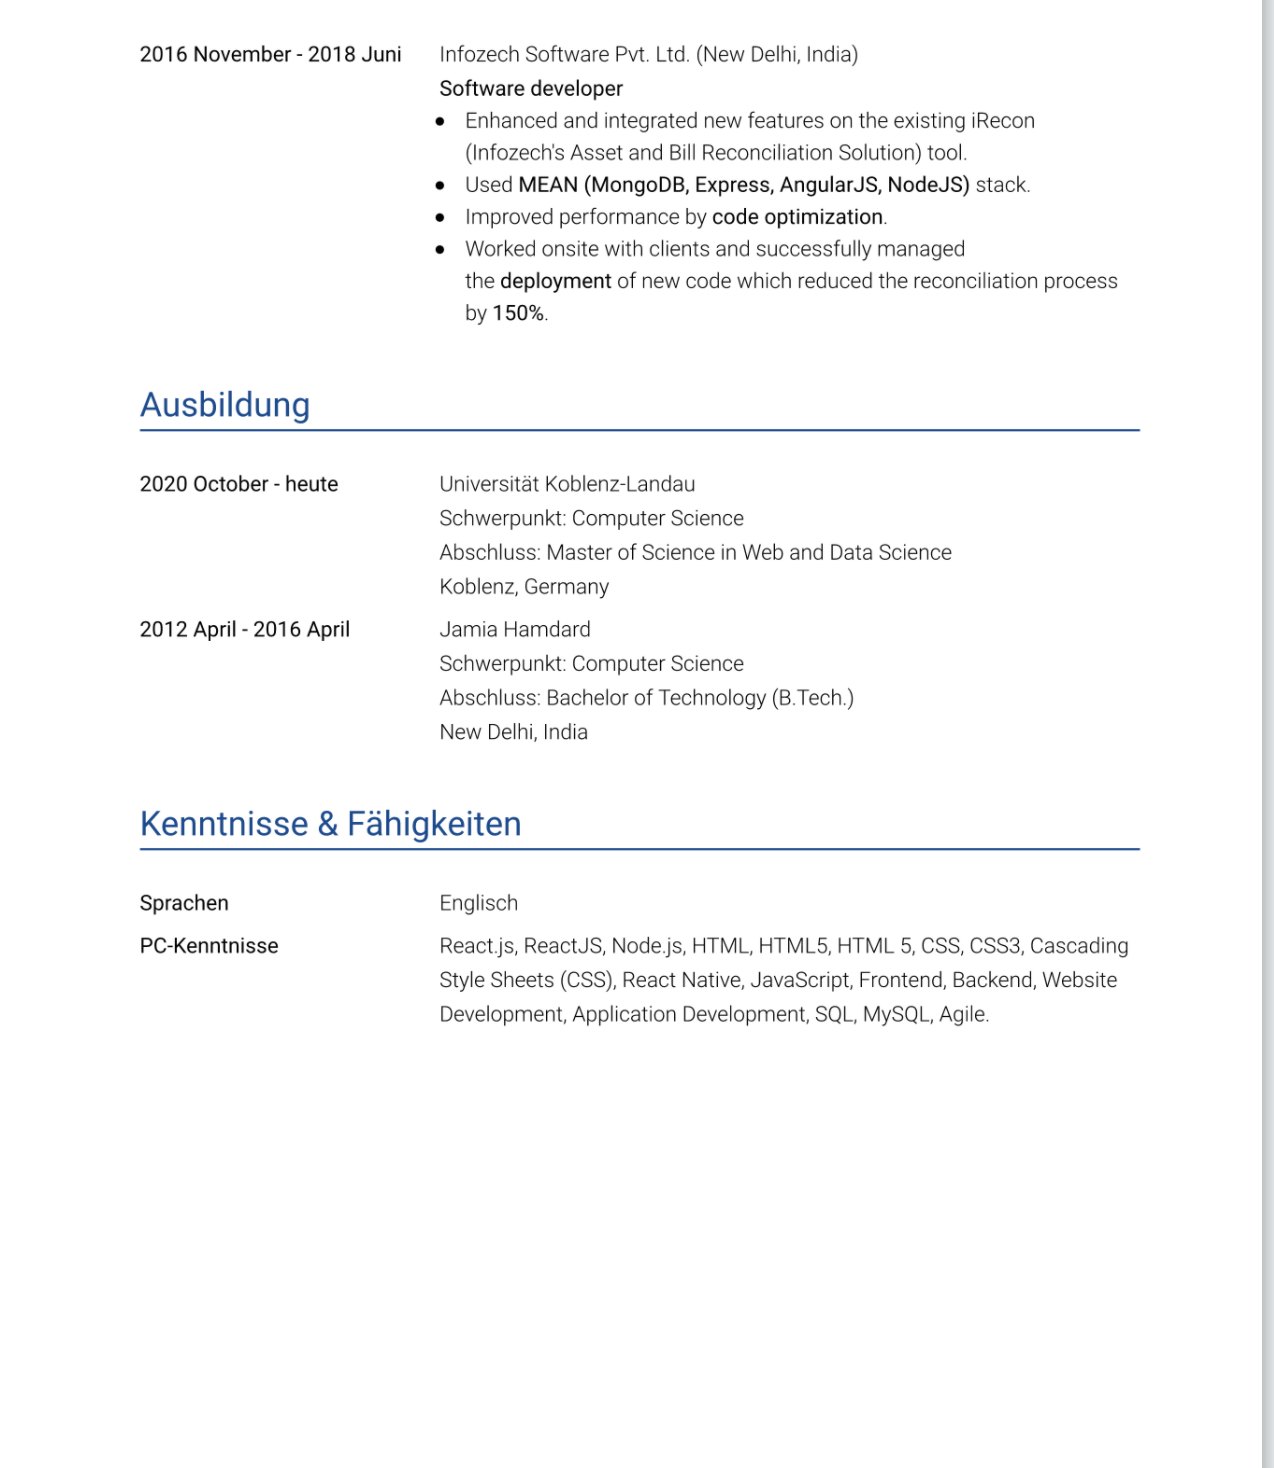 2016 November - 2018 Juni
Infozech Software Pvt. Ltd. (New Delhi, India)
Software developer
● Enhanced and integrated new features on the existing iRecon
(Infozech's Asset and Bill Reconciliation Solution) tool.
● Used MEAN (MongoDB, Express, AngularJS, NodeJS) stack.
● Improved performance by code optimization.
● Worked onsite with clients and successfully managed
the deployment of new code which reduced the reconciliation process
by 150%.
Ausbildung
2020 October - heute
Universität Koblenz-Landau
Schwerpunkt: Computer Science
Abschluss: Master of Science in Web and Data Science
Koblenz, Germany
2012 April - 2016 April
Jamia Hamdard
Schwerpunkt: Computer Science
Abschluss: Bachelor of Technology (B.Tech.)
New Delhi, India
Kenntnisse & Fähigkeiten
Sprachen
Englisch
PC-Kenntnisse
React.js, ReactJS, Node.js, HTML, HTML5, HTML 5, CSS, CSS3, Cascading
Style Sheets (CSS), React Native, JavaScript, Frontend, Backend, Website
Development, Application Development, SQL, MySQL, Agile.